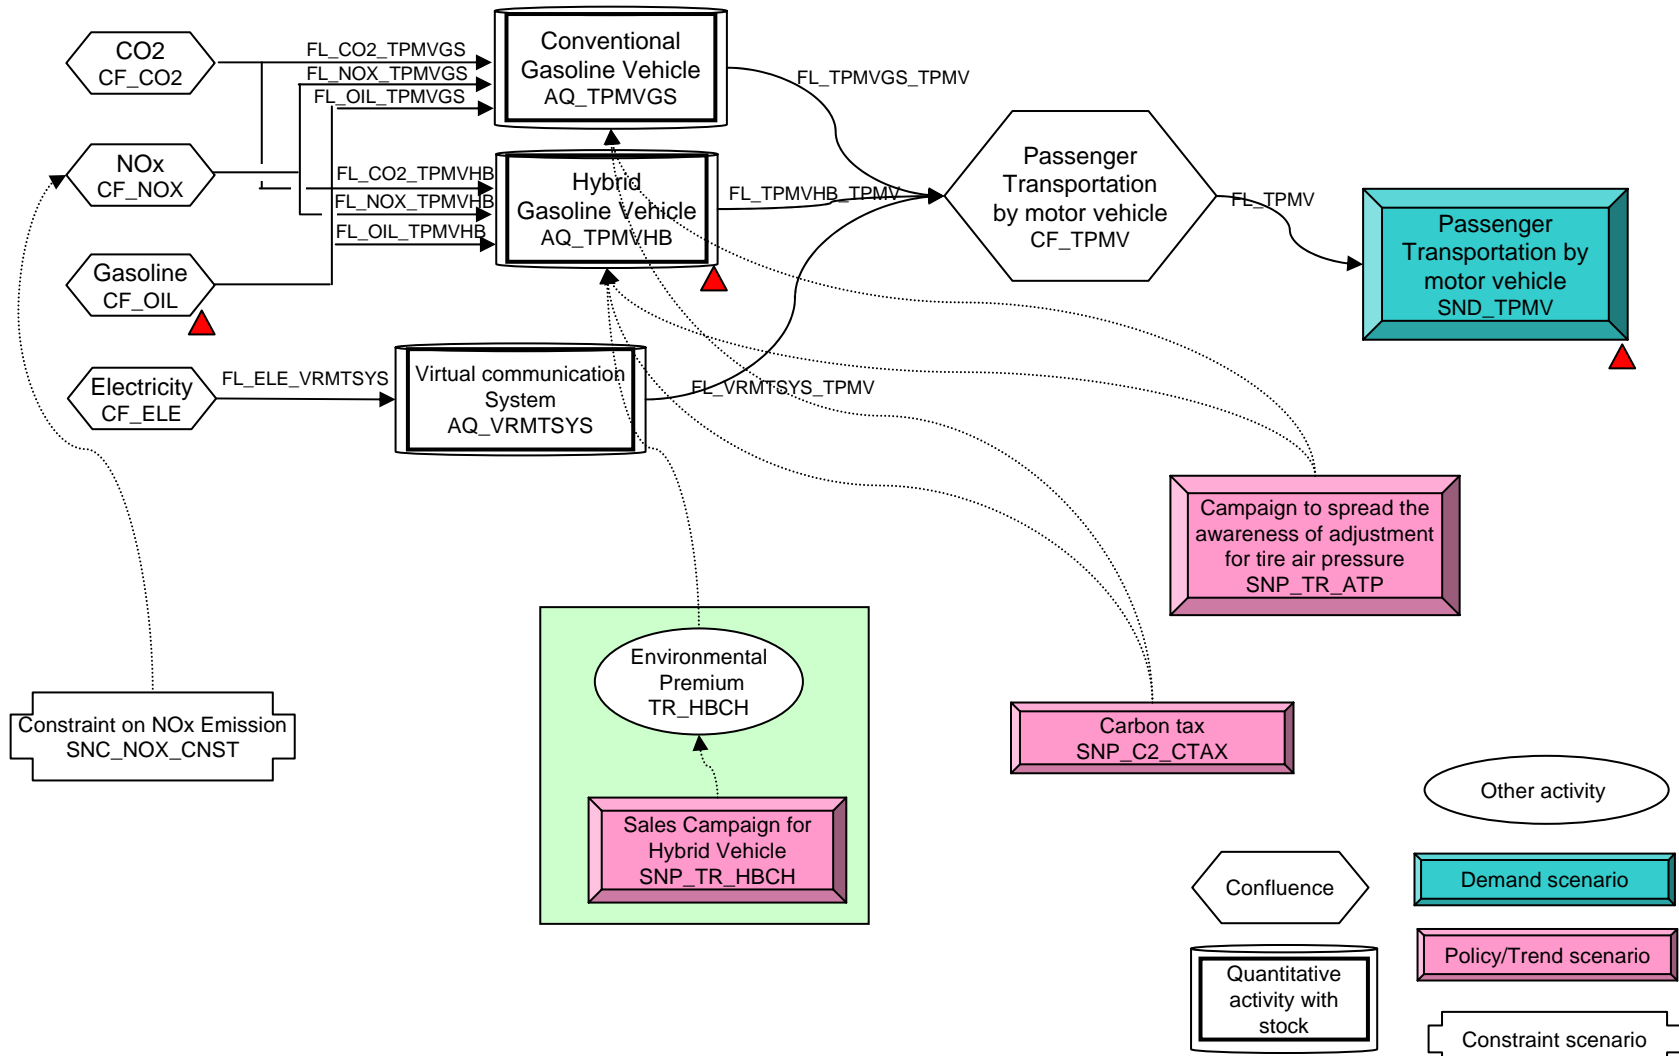 CO2
CF_CO2
FL_CO2_TPMVGS
FL_NOX_TPMVGS
FL_OIL_TPMVGS
Conventional
Gasoline Vehicle
AQ_TPMVGS
FL_TPMVGS_TPMV
NOx
CF_NOX
FL_CO2_TPMVHB
FL_NOX_TPMVHB
FL_OIL_TPMVHB
Hybrid
Gasoline Vehicle
AQ_TPMVHB
FL_TPMVHB_TPMV
Passenger
Transportation
by motor vehicle
CF_TPMV
FL_TPMV
Passenger
Transportation by
motor vehicle
SND_TPMV
Gasoline
CF_OIL
Electricity
CF_ELE
FL_ELE_VRMTSYS
Virtual communication
System
AQ_VRMTSYS
FL_VRMTSYS_TPMV
Campaign to spread the
awareness of adjustment
for tire air pressure
SNP_TR_ATP
Environmental
Premium
TR_HBCH
Constraint on NOx Emission
SNC_NOX_CNST
Carbon tax
SNP_C2_CTAX
Sales Campaign for
Hybrid Vehicle
SNP_TR_HBCH
Other activity
Confluence
Demand scenario
Policy/Trend scenario
Quantitative
activity with
stock
Constraint scenario